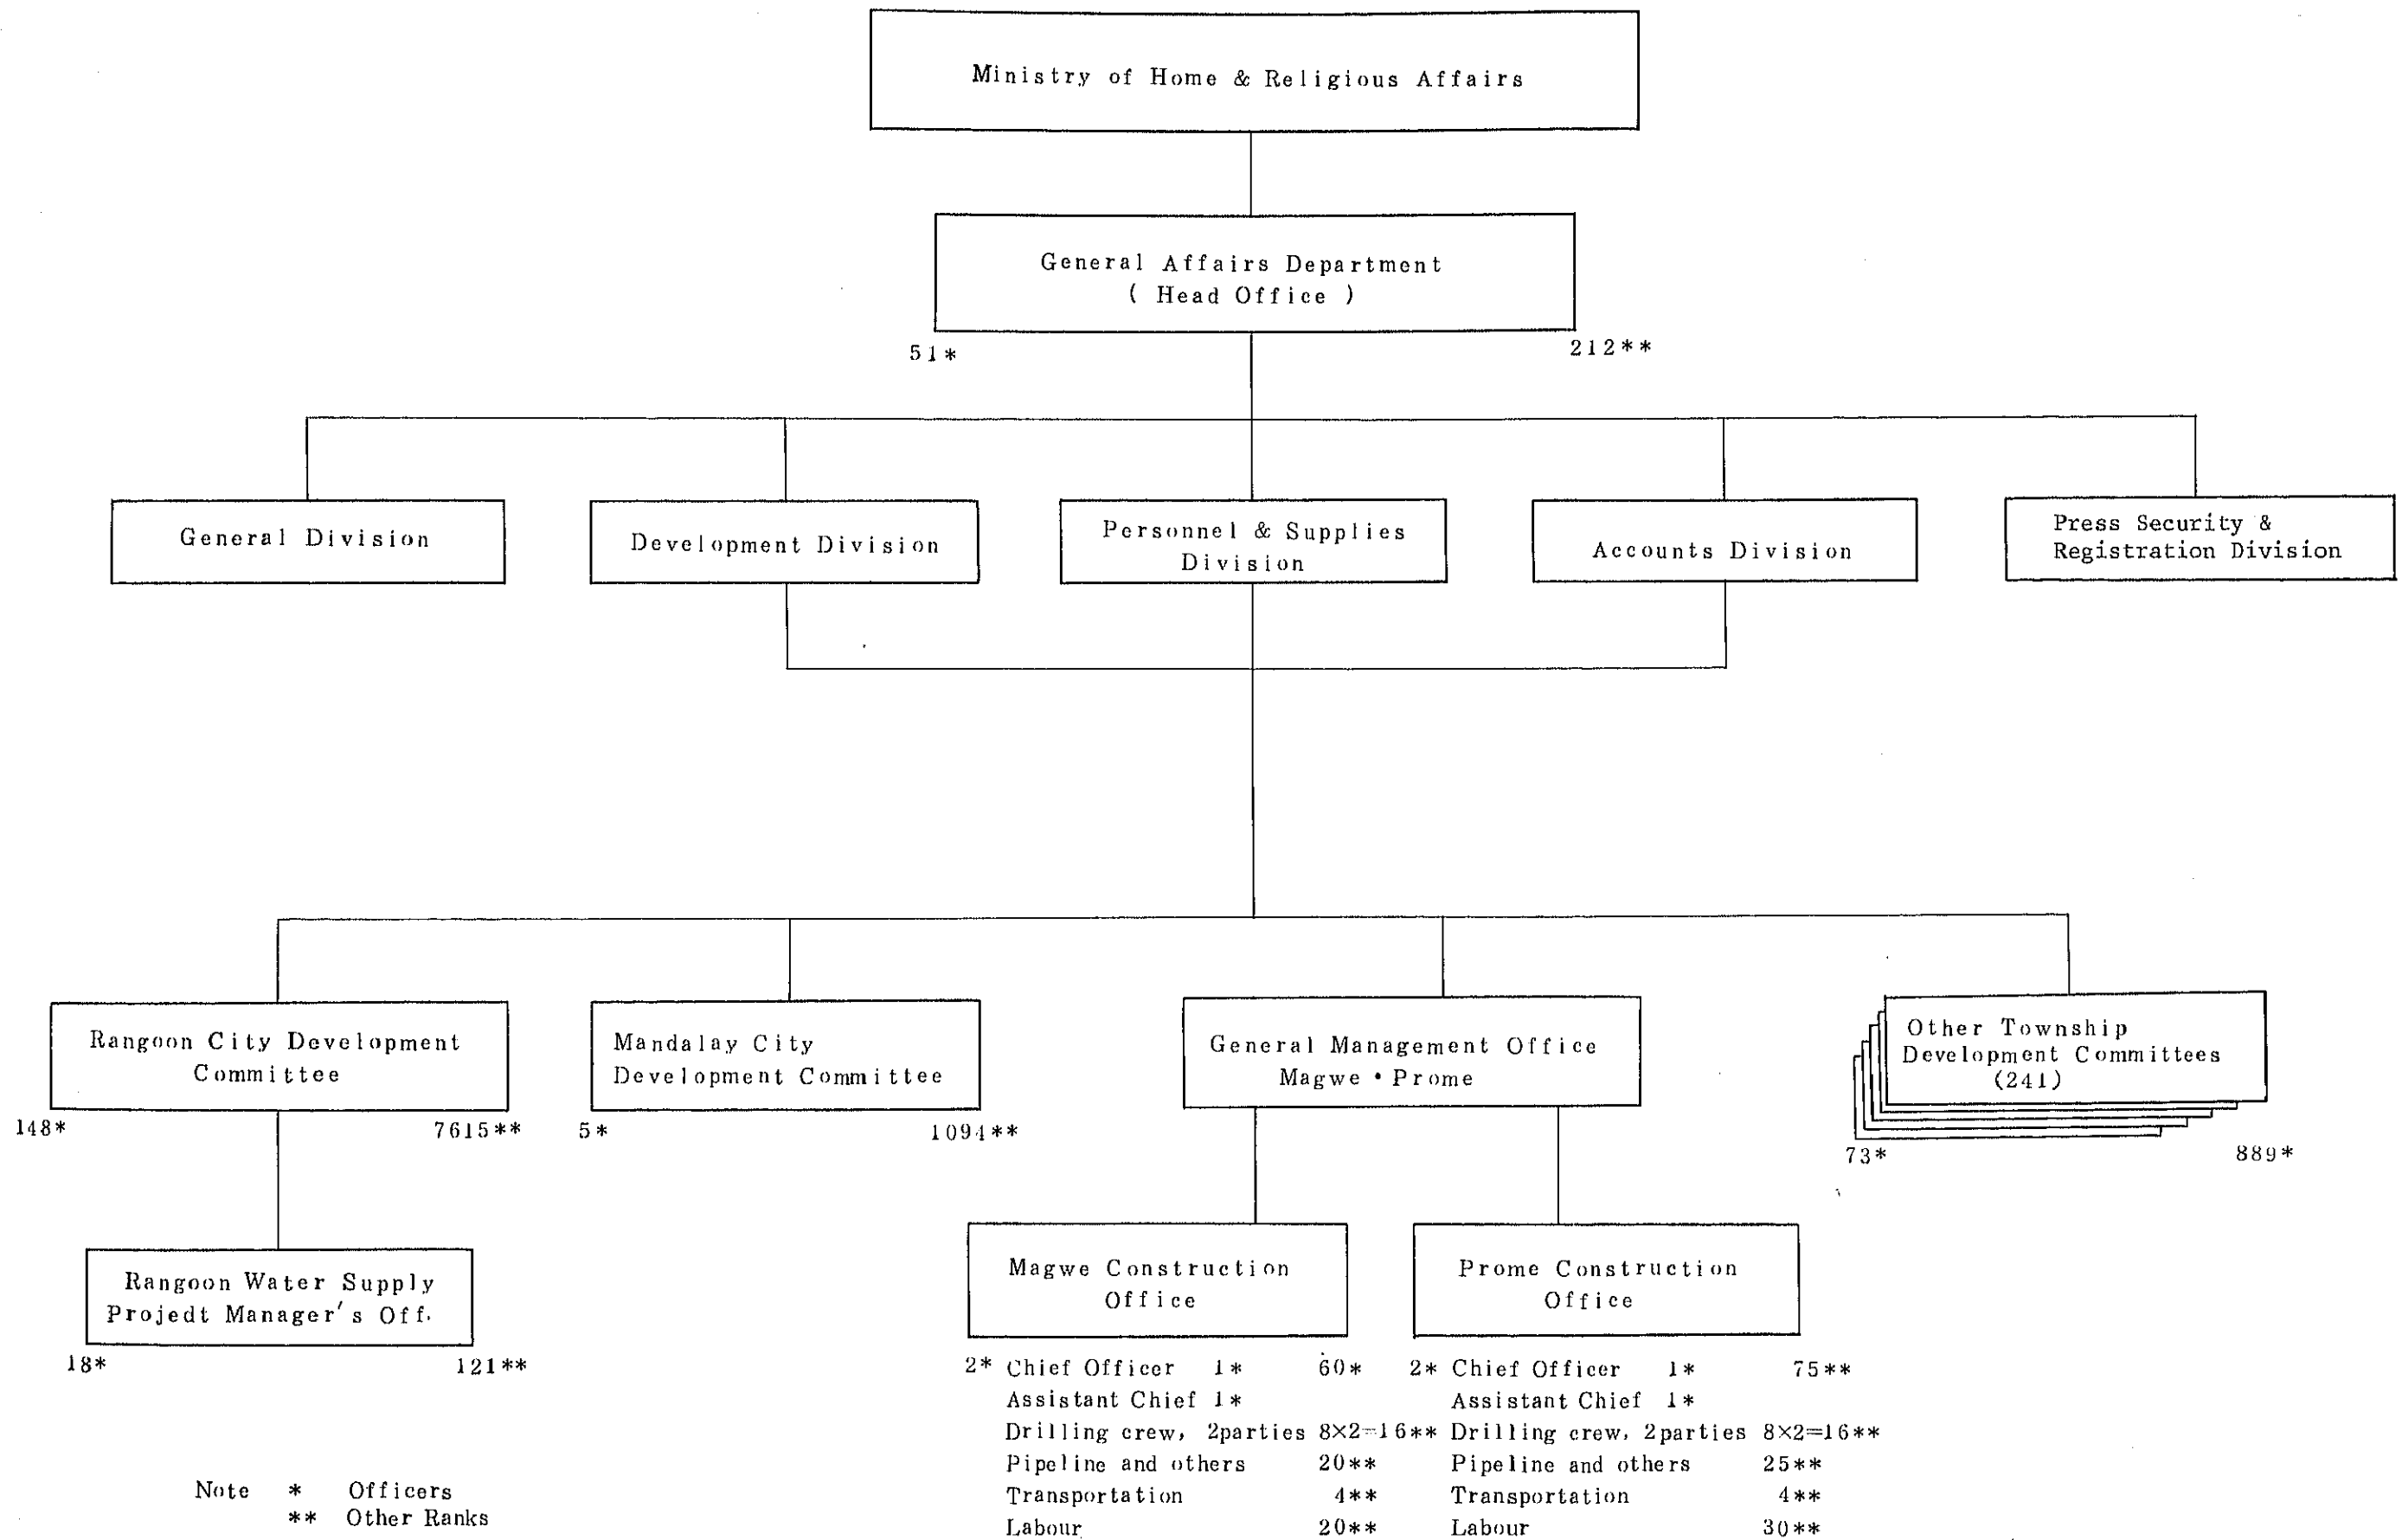 Ministry of Home & Religious Affairs
General Affairs Department
( Head Office )
51*
212**
General Division
Development Division
Personnel & Supplies
Division
Accounts Division
Press Security &
Registration Division
Rangoon City Development
Committee
148*
7615**
Mandalay City
Development Committee
5*
1094**
General Management Office
Magwe • Prome
Other Township
Development Committees
(241)
73*
889*
Rangoon Water Supply
Projedt Manager's Off.
18*
121**
Magwe Construction
Office
2* Chief Officer 1* 60*
Assistant Chief 1*
Drilling crew, 2parties 8×2=16**
Pipeline and others 20**
Transportation 4**
Labour 20**
Prome Construction
Office
2* Chief Officer 1* 75**
Assistant Chief 1*
Drilling crew, 2parties 8×2=16**
Pipeline and others 25**
Transportation 4**
Labour 30**
Note * Officers
** Other Ranks